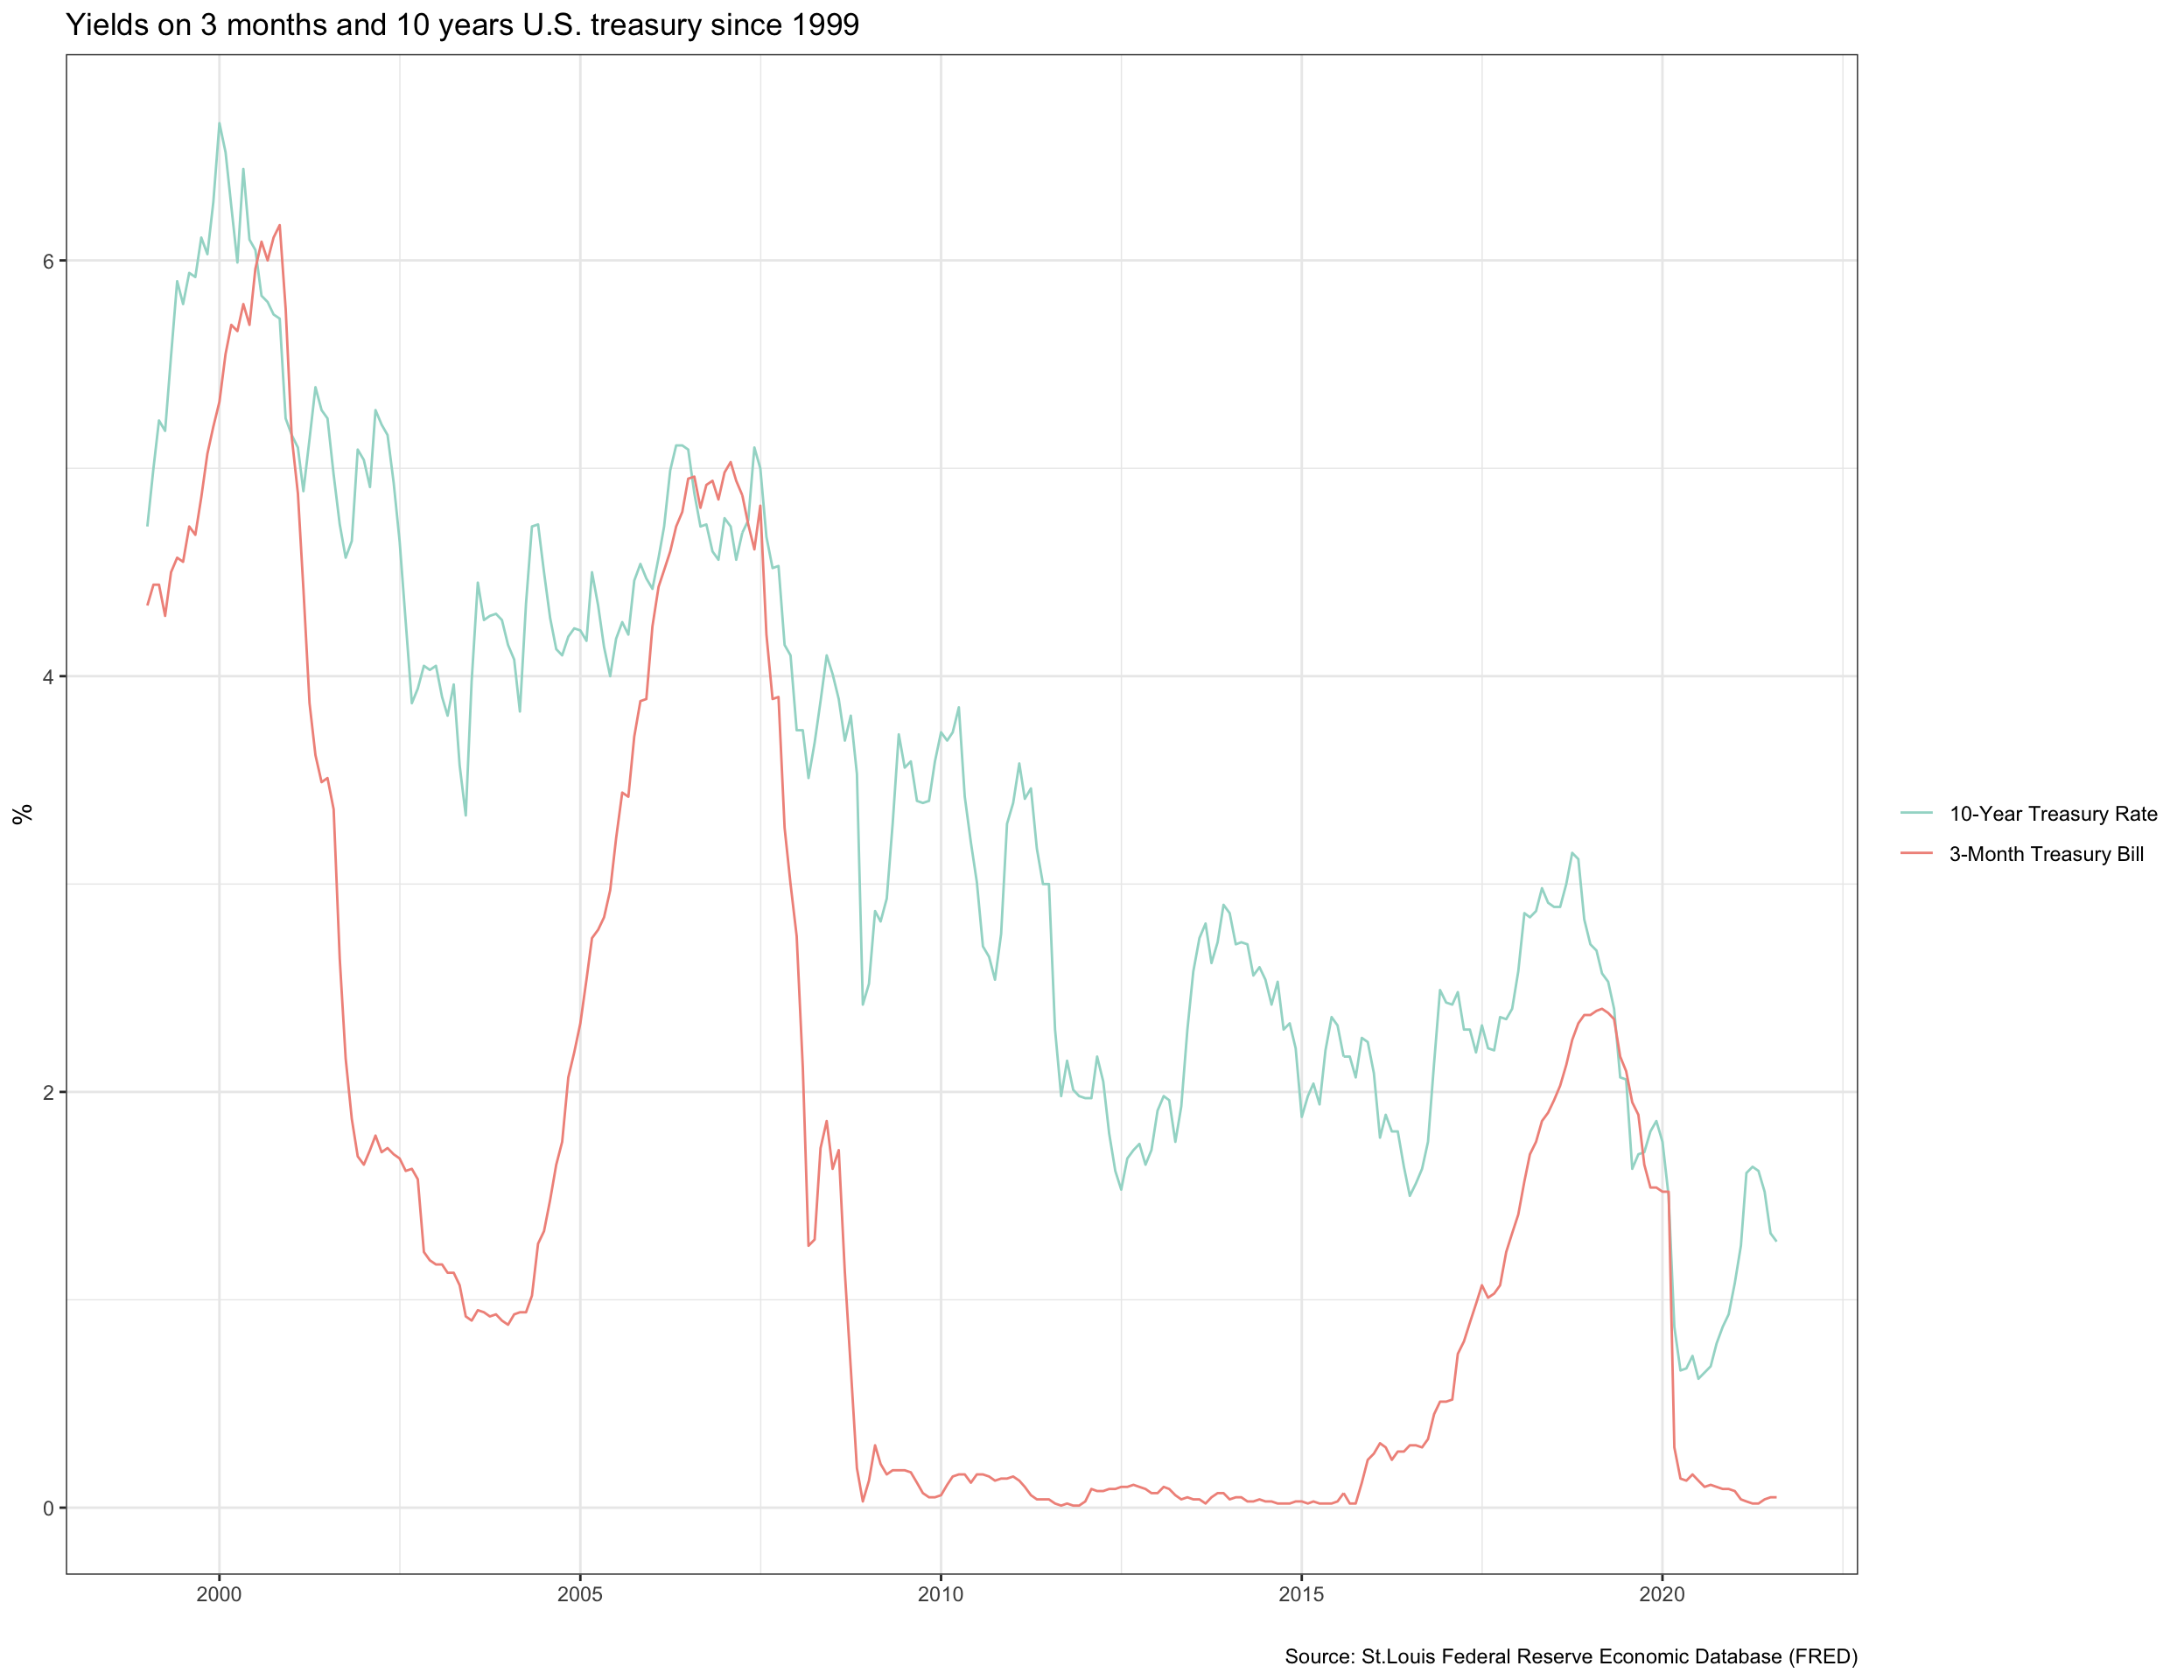 Yields on 3 months and 10 years U.S. treasury since 1999
6
4
2
0
%
10-Year Treasury Rate
3-Month Treasury Bill
2000 2005 2010 2015 2020
Source: St.Louis Federal Reserve Economic Database (FRED)